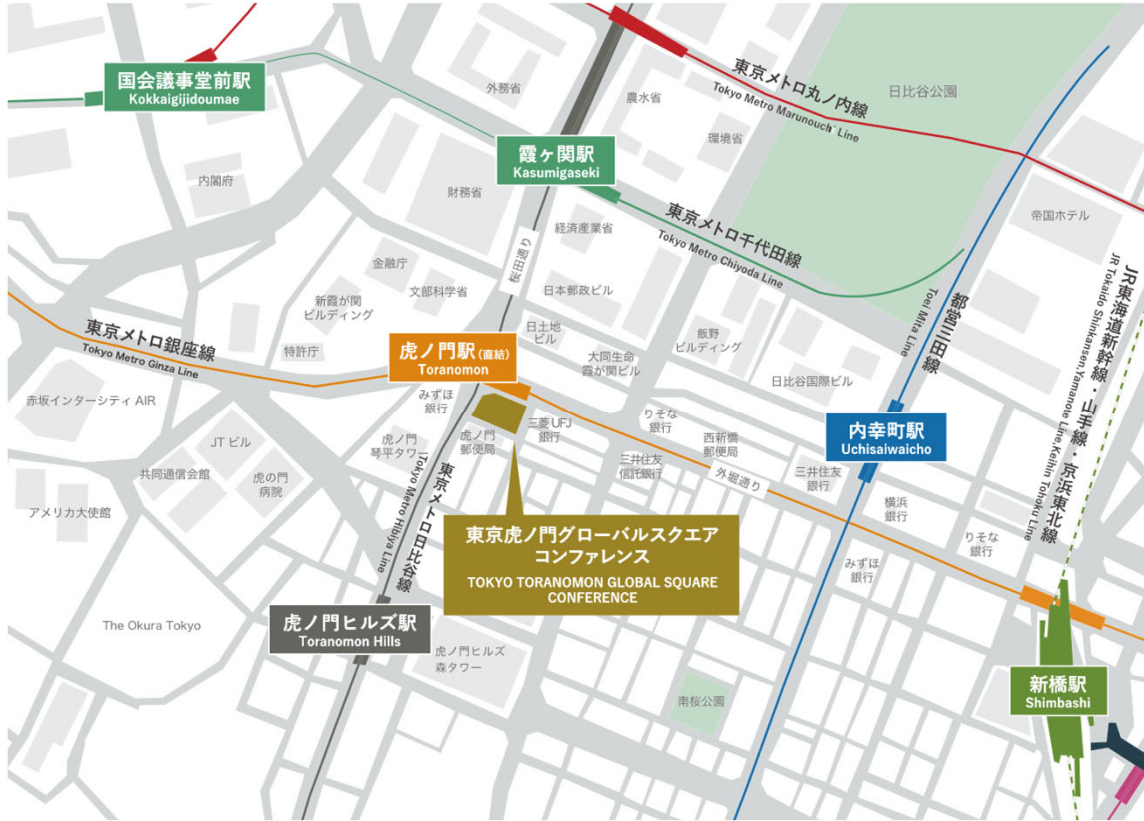 国会議事堂前駅
Kokkaigijidoumae
外務省
農水省
環境省
東京メトロ丸ノ内線
Tokyo Metro Marunouchi Line
日比谷公園
霞ヶ関駅
Kasumigaseki
内閣府
財務省
経済産業省
東京メトロ千代田線
Tokyo Metro Chiyoda Line
帝国ホテル
桜田通り
金融庁
文部科学省
日本郵政ビル
新霞が関
ビルディング
特許庁
日土地
ビル
大同生命
霞が関ビル
飯野
ビルディング
日比谷国際ビル
都営三田線
Toei Mita Line
JR東海道新幹線・山手線・京浜東北線
JR Tokaido Shinkansen,Yamanote Line,Keihin Tohoku Line
東京メトロ銀座線
Tokyo Metro Ginza Line
虎ノ門駅(直結)
Toranomon
赤坂インターシティ AIR
みずほ
銀行
JT ビル
虎ノ門
琴平タワー
虎ノ門
郵便局
三菱 UFJ
銀行
りそな
銀行
西新橋
郵便局
三井住友
信託銀行
外堀通り
三井住友
銀行
内幸町駅
Uchisaiwaicho
共同通信会館
虎の門
病院
アメリカ大使館
東京メトロ日比谷線
Tokyo Metro Hibiya Line
東京虎ノ門グローバルスクエア
コンファレンス
TOKYO TORANOMON GLOBAL SQUARE
CONFERENCE
横浜
銀行
りそな
銀行
みずほ
銀行
The Okura Tokyo
虎ノ門ヒルズ駅
Toranomon Hills
虎ノ門ヒルズ
森タワー
南桜公園
新橋駅
Shimbashi